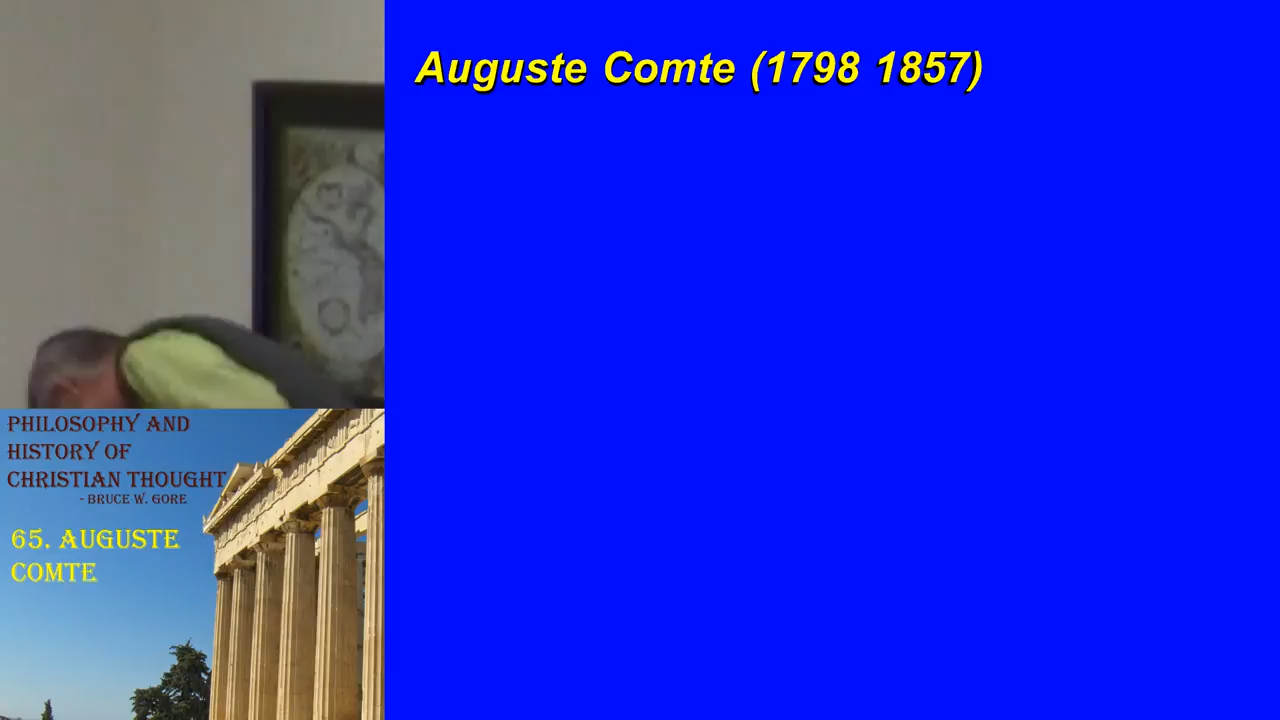 Auguste Comte (1798 1857)
PHILOSOPHY AND
HISTORY OF
CHRISTIAN THOUGHT
- BRUCE W. GORE
65. AUGUSTE
COMTE